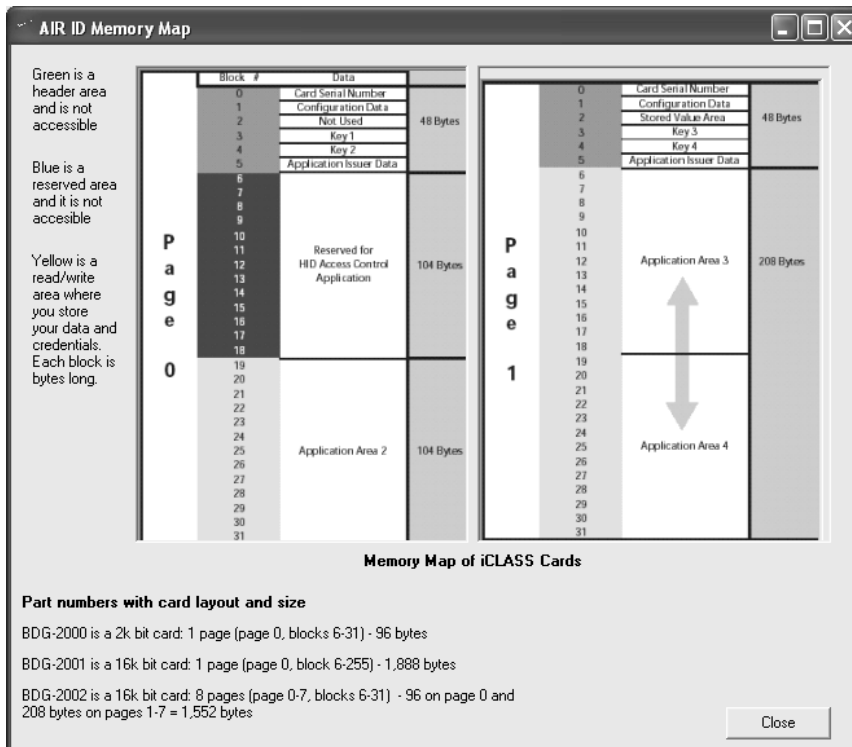 AIR ID Memory Map
Green is a
header area
and is not
accessible
Blue is a
reserved area
and it is not
accesible
Yellow is a
read/write
area where
you store
your data and
credentials.
Each block is
bytes long.
Block # Data
0 Card Serial Number
1 Configuration Data
2 Not Used
3 Key 1
4 Key 2
5 Application Issuer Data
48 Bytes
6
7
8
9
10
11
12
13
14
15
16
17
18
Reserved for
HID Access Control
Application
104 Bytes
19
20
21
22
23
24
25
26
27
28
29
30
31
Application Area 2
104 Bytes
Page 0
0 Card Serial Number
1 Configuration Data
2 Stored Value Area
3 Key 3
4 Key 4
5 Application Issuer Data
48 Bytes
6
7
8
9
10
11
12
13
14
15
16
17
18
Application Area 3
208 Bytes
19
20
21
22
23
24
25
26
27
28
29
30
31
Application Area 4
Page 1
Memory Map of iCLASS Cards
Part numbers with card layout and size
BDG-2000 is a 2k bit card: 1 page (page 0, blocks 6-31) - 96 bytes
BDG-2001 is a 16k bit card: 1 page (page 0, block 6-255) - 1,888 bytes
BDG-2002 is a 16k bit card: 8 pages (page 0-7, blocks 6-31) - 96 on page 0 and
208 bytes on pages 1-7 = 1,552 bytes
Close